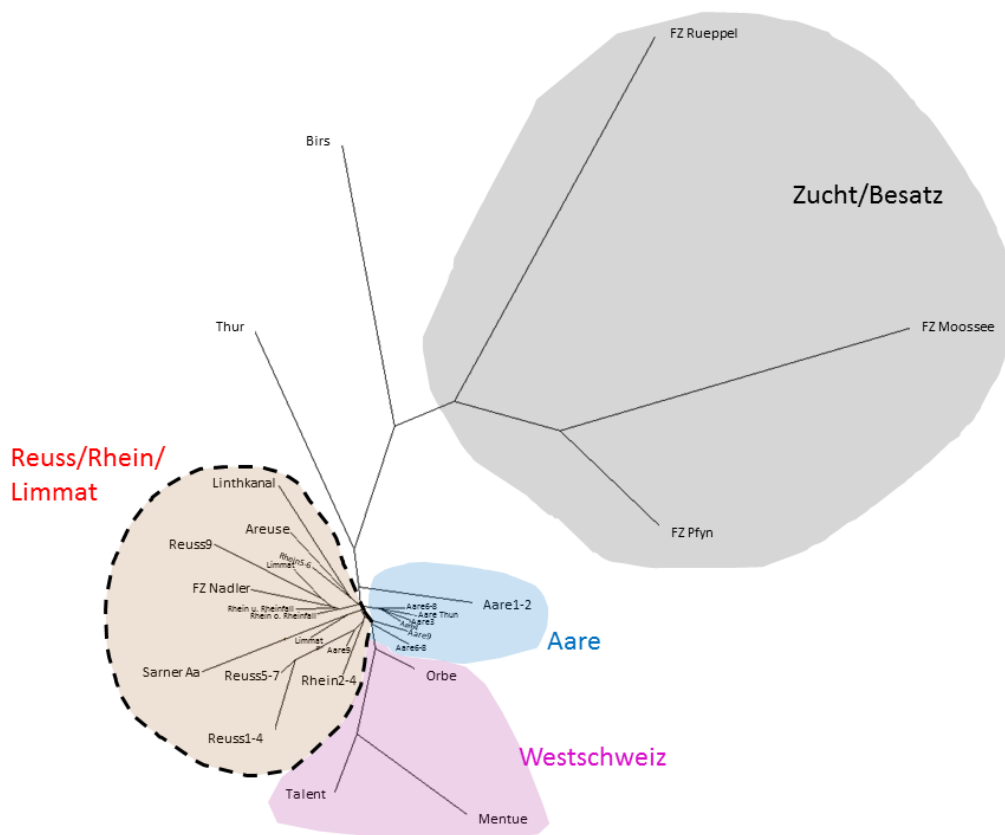 FZ Rueppel
Birs
Zucht/Besatz
Thur
FZ Moossee
Reuss/Rhein/
Limmat
Linthkanal
Areuse
FZ Pfyn
Reuss9
Rhein5-6
Limmat
FZ Nadler
Rhein u. Rheinfall
Rhein o. Rheinfall
Aare1-2
Aare6-8
Aare Thun
Aare3
Aare9
Aare6-8
Aare
Limmat
Aare9
Sarner Aa
Reuss5-7
Rhein2-4
Orbe
Reuss1-4
Westschweiz
Talent
Mentue